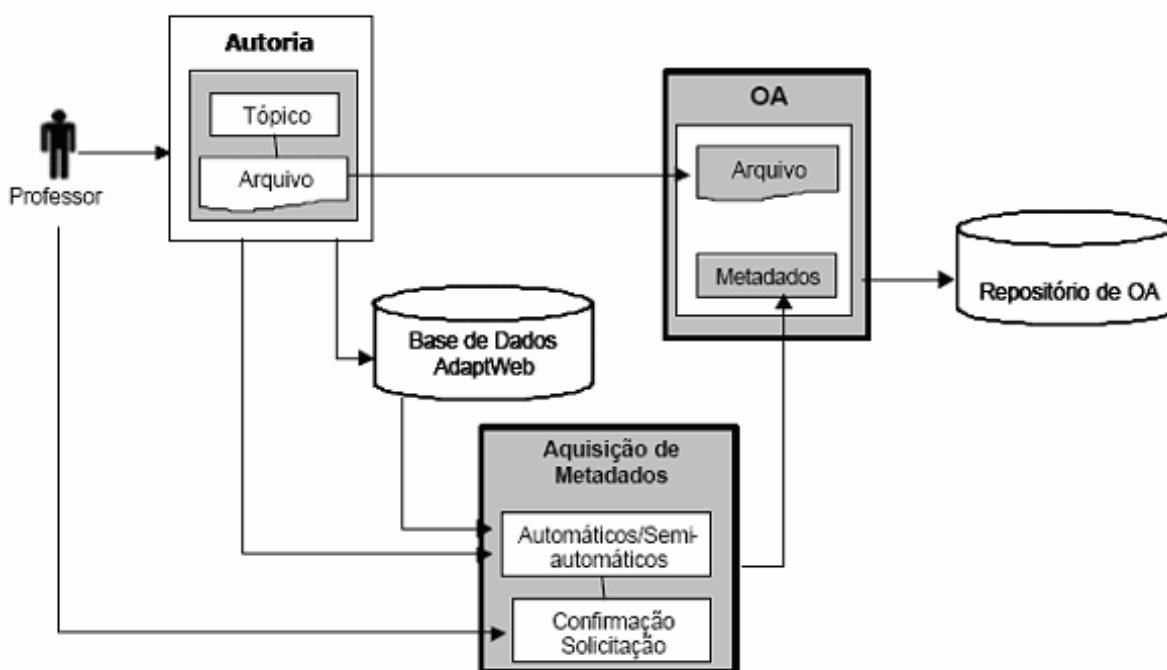 Autoria
Tópico
Arquivo
Professor
OA
Arquivo
Metadados
Repositório de OA
Base de Dados
AdaptWeb
Aquisição de
Metadados
Automáticos/Semi-
automáticos
Confirmação
Solicitação